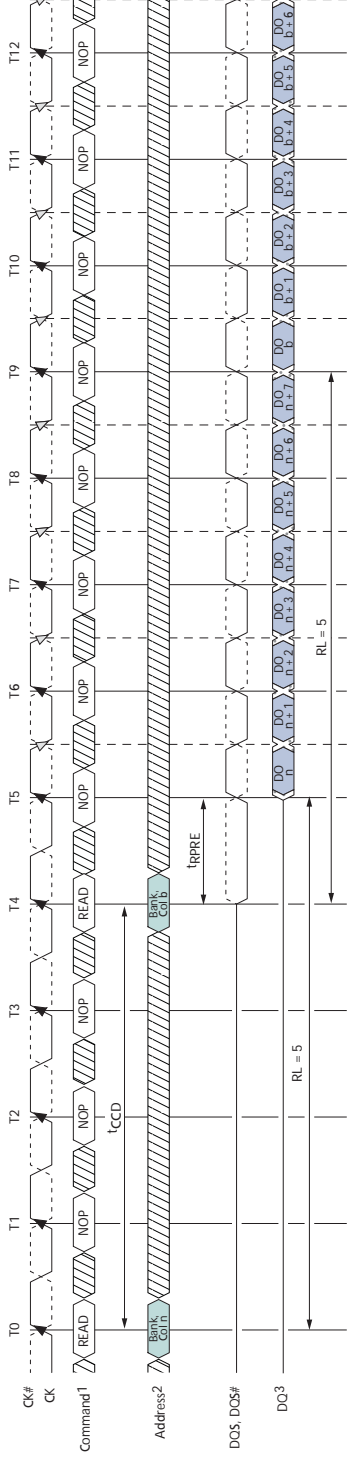 T0 T1 T2 T3 T4 T5 T6 T7 T8 T9 T10 T11 T12
CK#
CK
Command1 READ NOP NOP NOP READ NOP NOP NOP NOP NOP NOP NOP NOP
tCCD
Address2 Bank, Col n Bank, Col b
tRPRE
DQS, DQS#
DQ3 DO n DO n + 1 DO n + 2 DO n + 3 DO n + 4 DO n + 5 DO n + 6 DO n + 7 DO b DO b + 1 DO b + 2 DO b + 3 DO b + 4 DO b + 5 DO b + 6
RL = 5
RL = 5